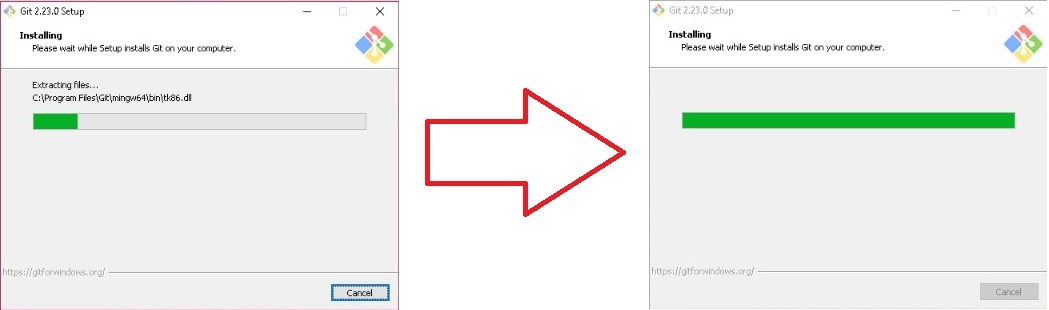 Git 2.23.0 Setup
Installing
Please wait while Setup installs Git on your computer.
Extracting files...
C:\Program Files\Git\mingw64\bin\tk86.dll
https://gitforwindows.org/
Cancel
Git 2.23.0 Setup
Installing
Please wait while Setup installs Git on your computer.
https://gitforwindows.org/
Cancel